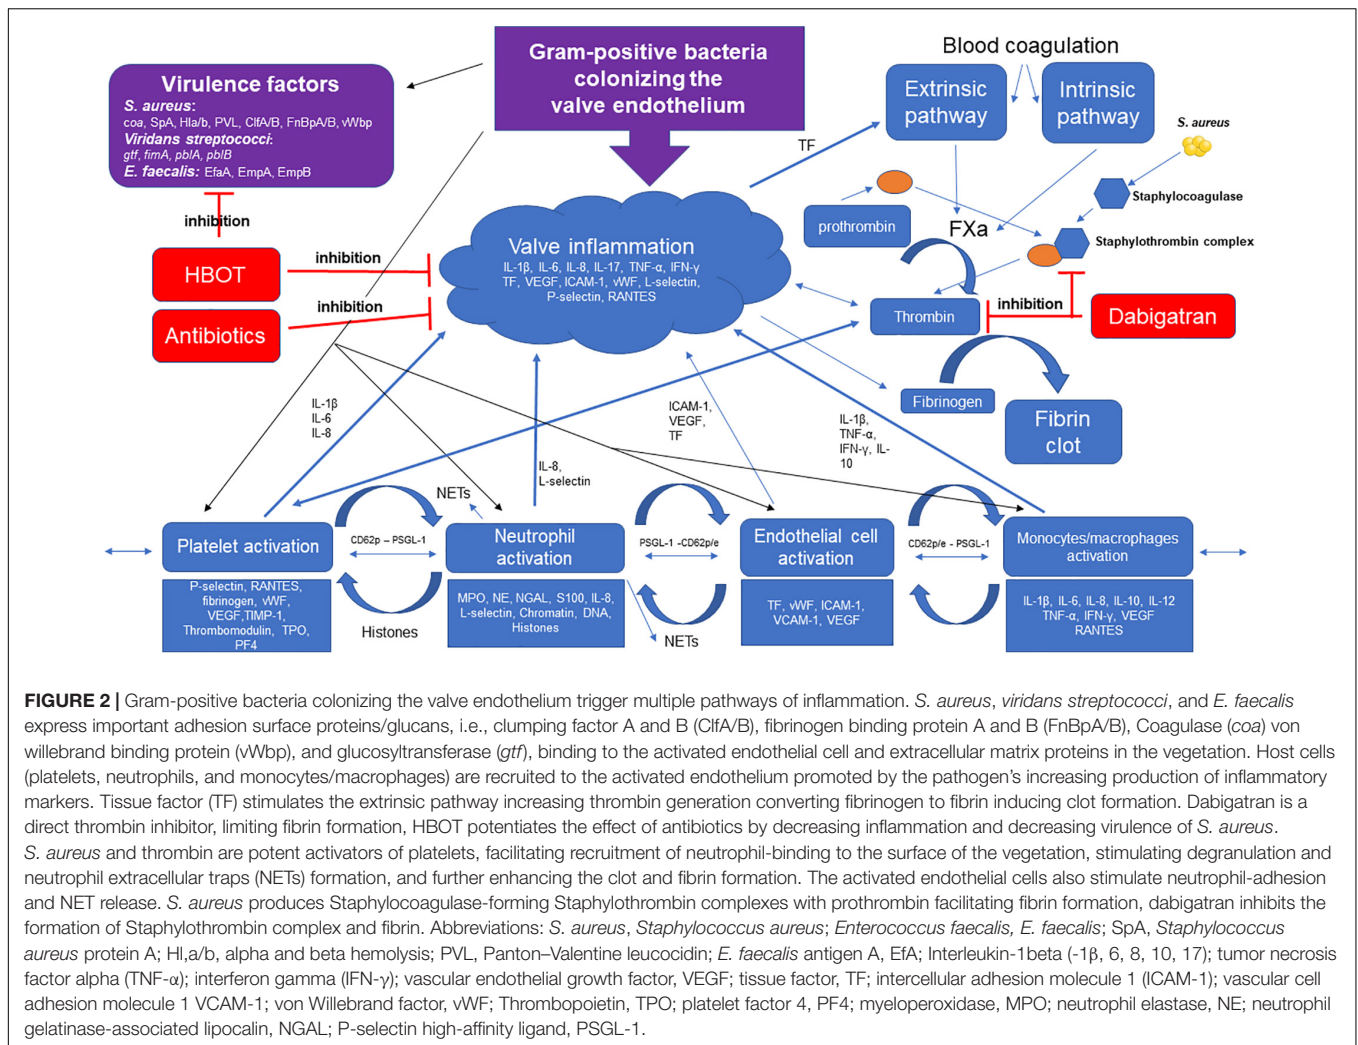 Gram-positive bacteria
colonizing the
valve endothelium
Virulence factors
S. aureus:
coa, SpA, Hla/b, PVL, ClfA/B, FnBpA/B, vWbp
Viridans streptococci:
gtf, fimA, pblA, pblB
E. faecalis: EfaA, EmpA, EmpB
inhibition
HBOT
inhibition
Antibiotics
inhibition
Valve inflammation
IL-1β, IL-6, IL-8, IL-17, TNF-α, IFN-γ
TF, VEGF, ICAM-1, vWF, L-selectin,
P-selectin, RANTES
TF
Blood coagulation
Extrinsic
pathway
Intrinsic
pathway
S. aureus
Staphylocoagulase
prothrombin
FXa
Staphylothrombin complex
Thrombin
inhibition
Dabigatran
Fibrinogen
Fibrin
clot
IL-1β
IL-6
IL-8
IL-8,
L-selectin
ICAM-1,
VEGF,
TF
IL-1β,
TNF-α,
IFN-γ, IL-
10
NETs
Platelet activation
CD62p – PSGL-1
Neutrophil
activation
PSGL-1 -CD62p/e
Endothelial cell
activation
CD62p/e - PSGL-1
Monocytes/macrophages
activation
P-selectin, RANTES,
fibrinogen, vWF,
VEGF,TIMP-1,
Thrombomodulin, TPO,
PF4
Histones
MPO, NE, NGAL, S100, IL-8,
L-selectin, Chromatin, DNA,
Histones
NETs
TF, vWF, ICAM-1,
VCAM-1, VEGF
IL-1β, IL-6, IL-8, IL-10, IL-12
TNF-α, IFN-γ, VEGF
RANTES
FIGURE 2 | Gram-positive bacteria colonizing the valve endothelium trigger multiple pathways of inflammation. S. aureus, viridans streptococci, and E. faecalis
express important adhesion surface proteins/glucans, i.e., clumping factor A and B (ClfA/B), fibrinogen binding protein A and B (FnBpA/B), Coagulase (coa) von
willebrand binding protein (vWbp), and glucosyltransferase (gtf), binding to the activated endothelial cell and extracellular matrix proteins in the vegetation. Host cells
(platelets, neutrophils, and monocytes/macrophages) are recruited to the activated endothelium promoted by the pathogen's increasing production of inflammatory
markers. Tissue factor (TF) stimulates the extrinsic pathway increasing thrombin generation converting fibrinogen to fibrin inducing clot formation. Dabigatran is a
direct thrombin inhibitor, limiting fibrin formation, HBOT potentiates the effect of antibiotics by decreasing inflammation and decreasing virulence of S. aureus.
S. aureus and thrombin are potent activators of platelets, facilitating recruitment of neutrophil-binding to the surface of the vegetation, stimulating degranulation and
neutrophil extracellular traps (NETs) formation, and further enhancing the clot and fibrin formation. The activated endothelial cells also stimulate neutrophil-adhesion
and NET release. S. aureus produces Staphylocoagulase-forming Staphylothrombin complexes with prothrombin facilitating fibrin formation, dabigatran inhibits the
formation of Staphylothrombin complex and fibrin. Abbreviations: S. aureus, Staphylococcus aureus; Enterococcus faecalis, E. faecalis; SpA, Staphylococcus
aureus protein A; Hl,a/b, alpha and beta hemolysis; PVL, Panton–Valentine leucocidin; E. faecalis antigen A, EfA; Interleukin-1beta (-1β, 6, 8, 10, 17); tumor necrosis
factor alpha (TNF-α); interferon gamma (IFN-γ); vascular endothelial growth factor, VEGF; tissue factor, TF; intercellular adhesion molecule 1 (ICAM-1); vascular cell
adhesion molecule 1 VCAM-1; von Willebrand factor, vWF; Thrombopoietin, TPO; platelet factor 4, PF4; myeloperoxidase, MPO; neutrophil elastase, NE; neutrophil
gelatinase-associated lipocalin, NGAL; P-selectin high-affinity ligand, PSGL-1.